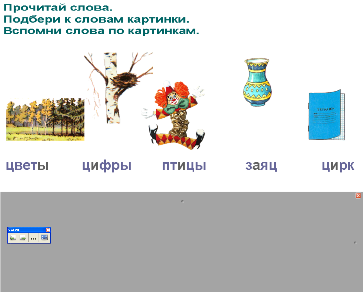 Прочитай слова.
Подбери к словам картинки.
Вспомни слова по картинкам.
цветы цифры птицы заяц цирк